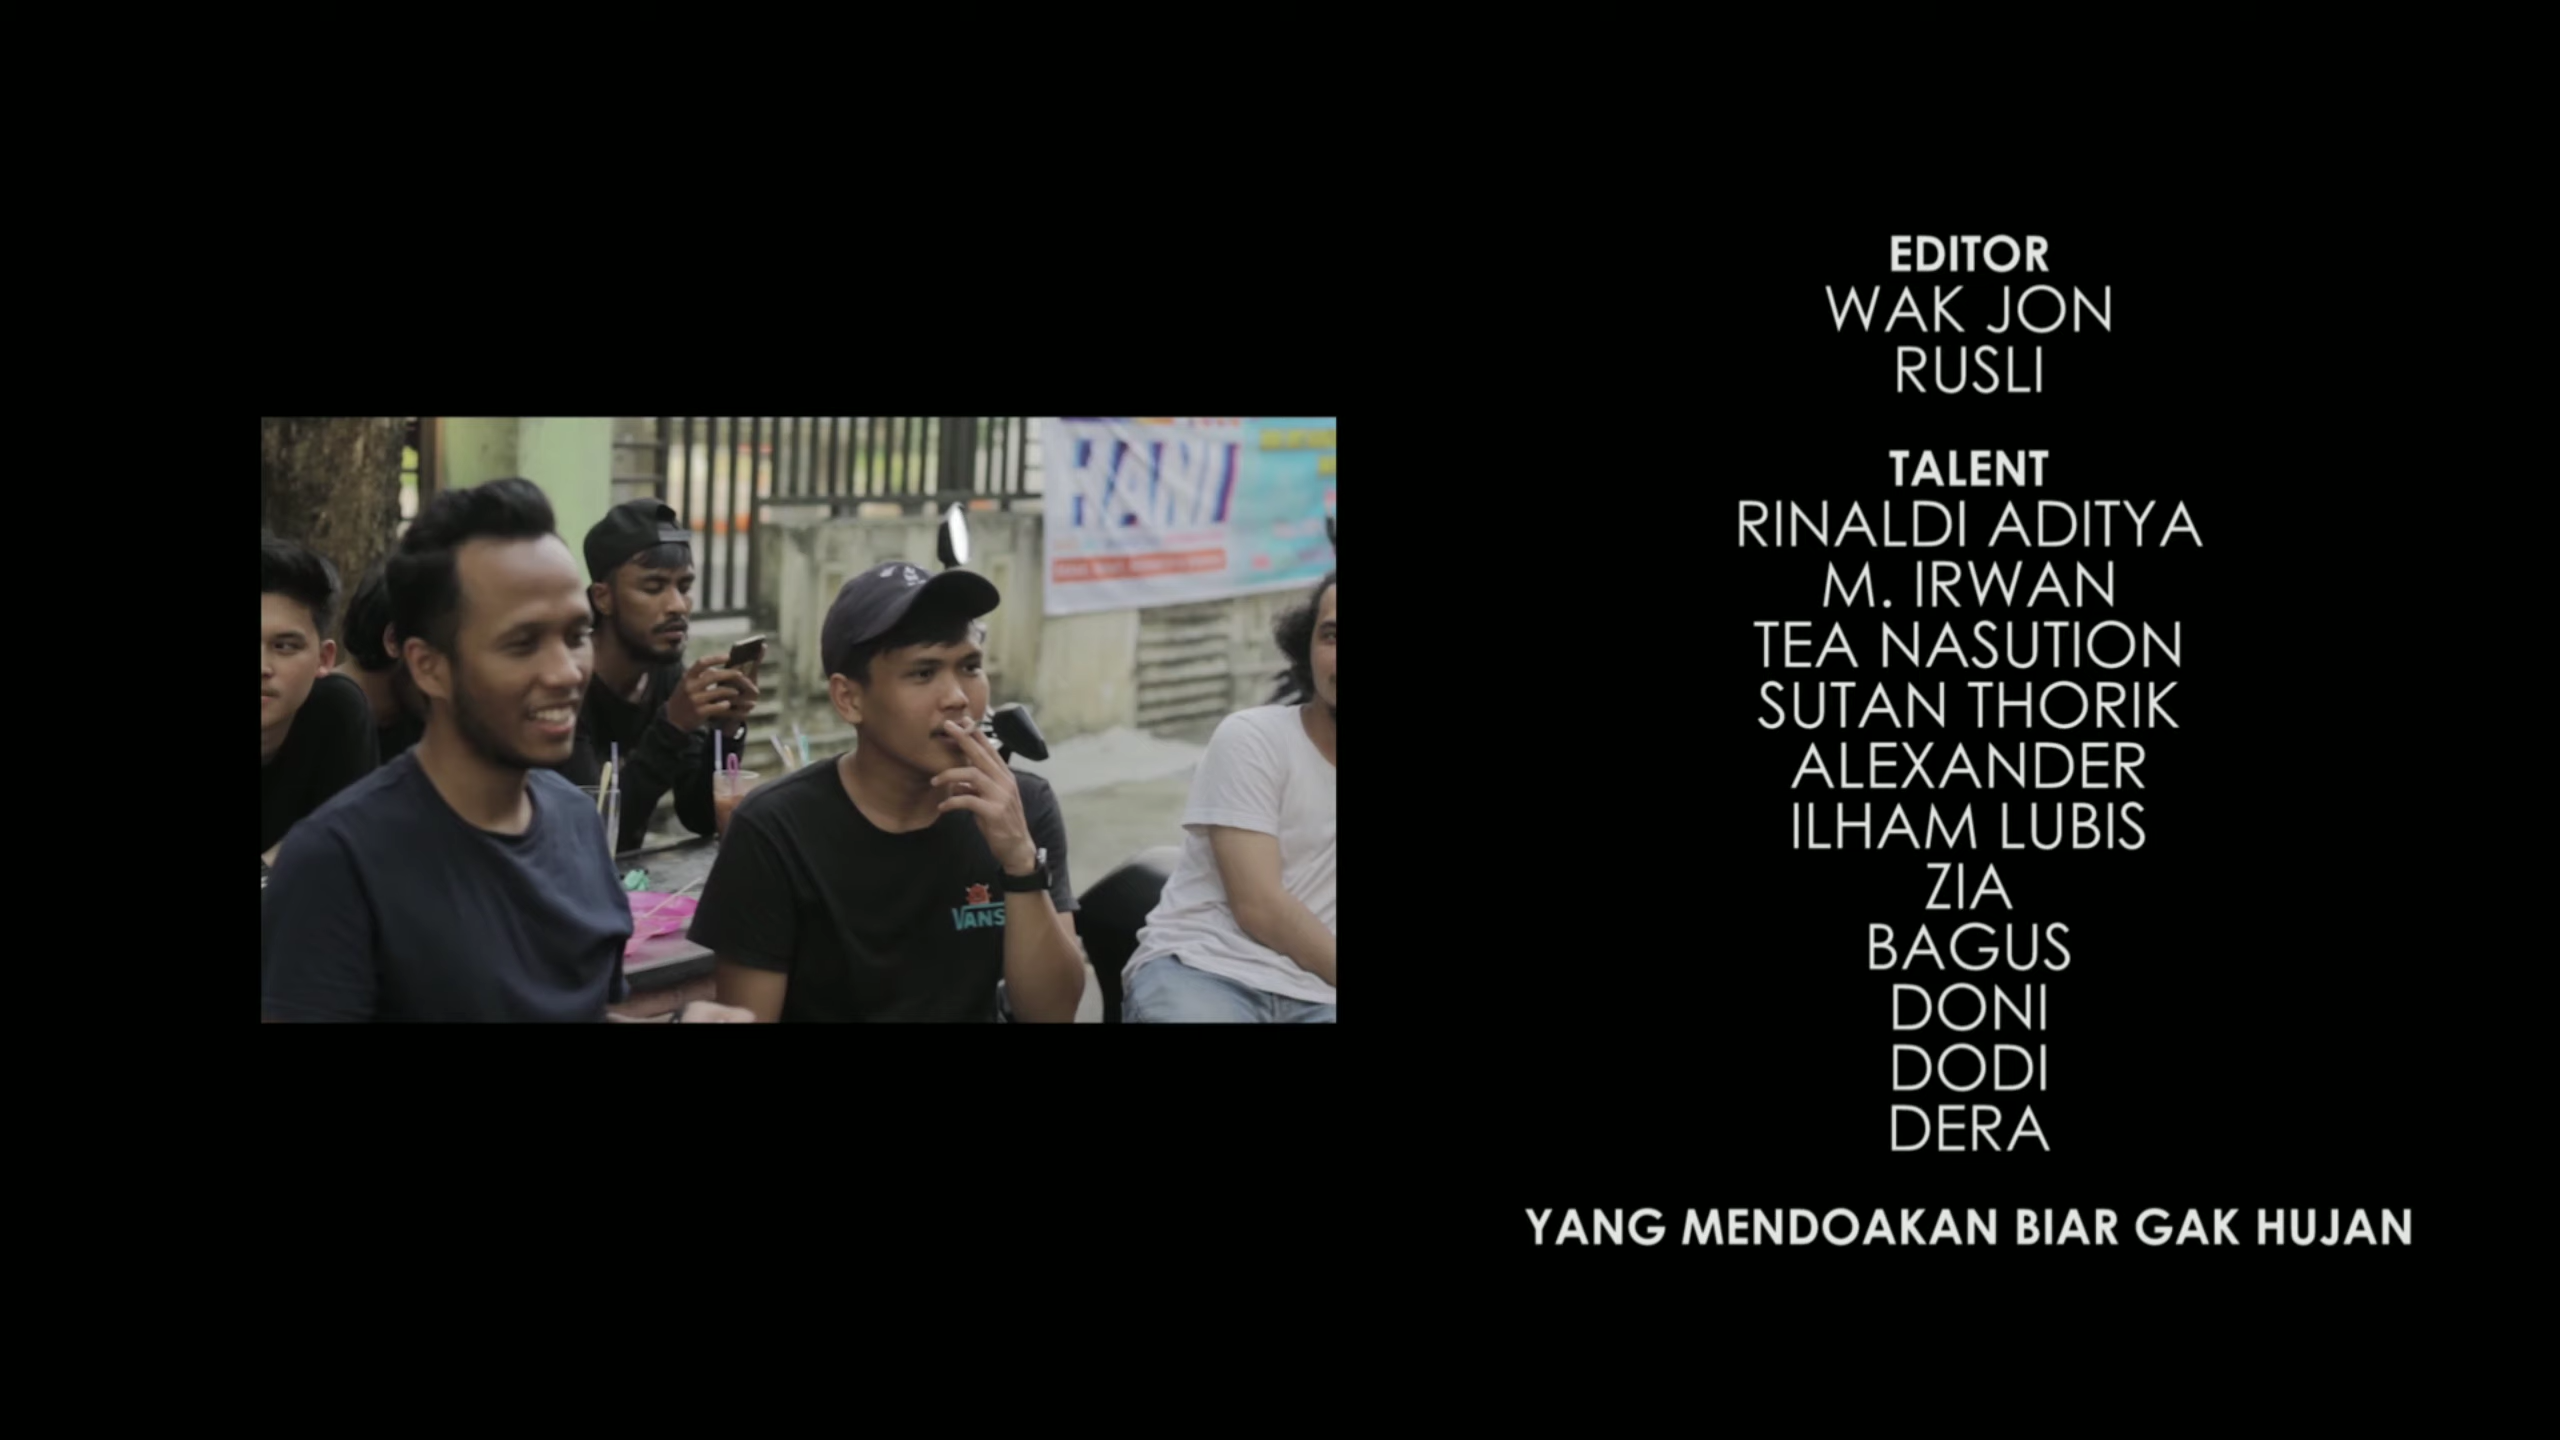 HANI
VANS
EDITOR
WAK JON
RUSLI
TALENT
RINALDI ADITYA
M. IRWAN
TEA NASUTION
SUTAN THORIK
ALEXANDER
ILHAM LUBIS
ZIA
BAGUS
DONI
DODI
DERA
YANG MENDOAKAN BIAR GAK HUJAN